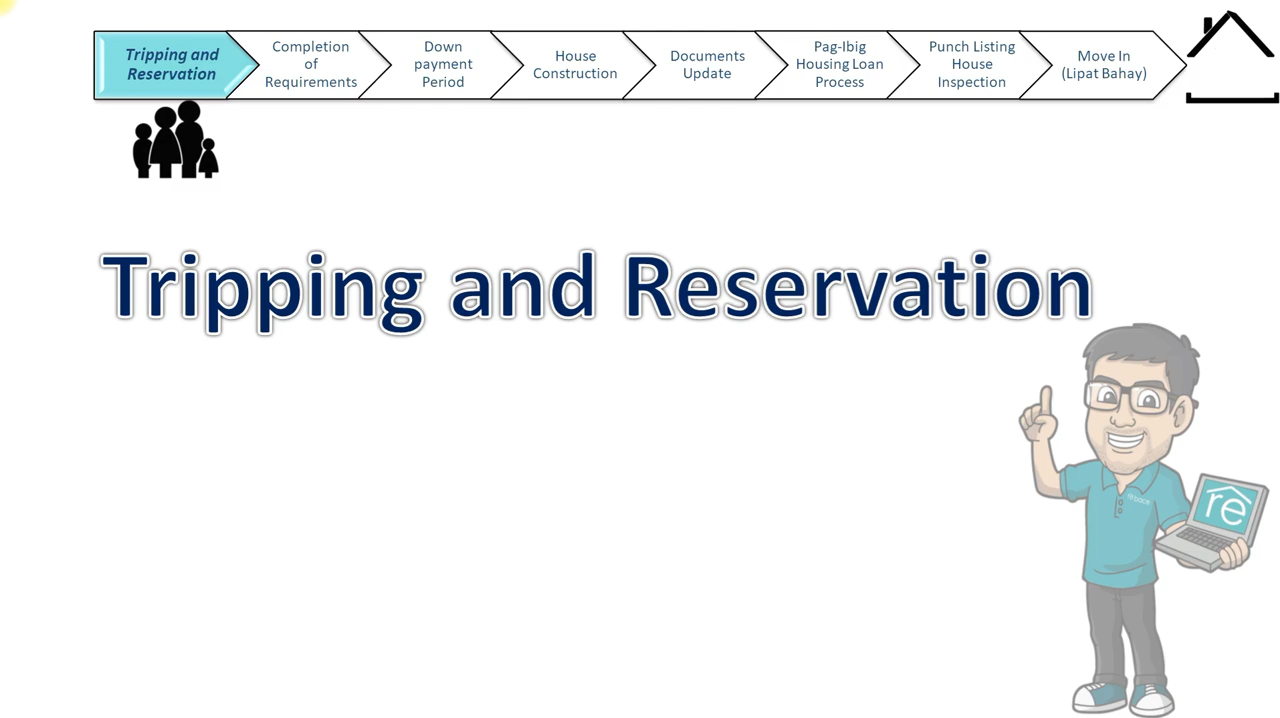 Tripping and
Reservation
Completion
of
Requirements
Down
payment
Period
House
Construction
Documents
Update
Pag-Ibig
Housing Loan
Process
Punch Listing
House
Inspection
Move In
(Lipat Bahay)
Tripping and Reservation
re